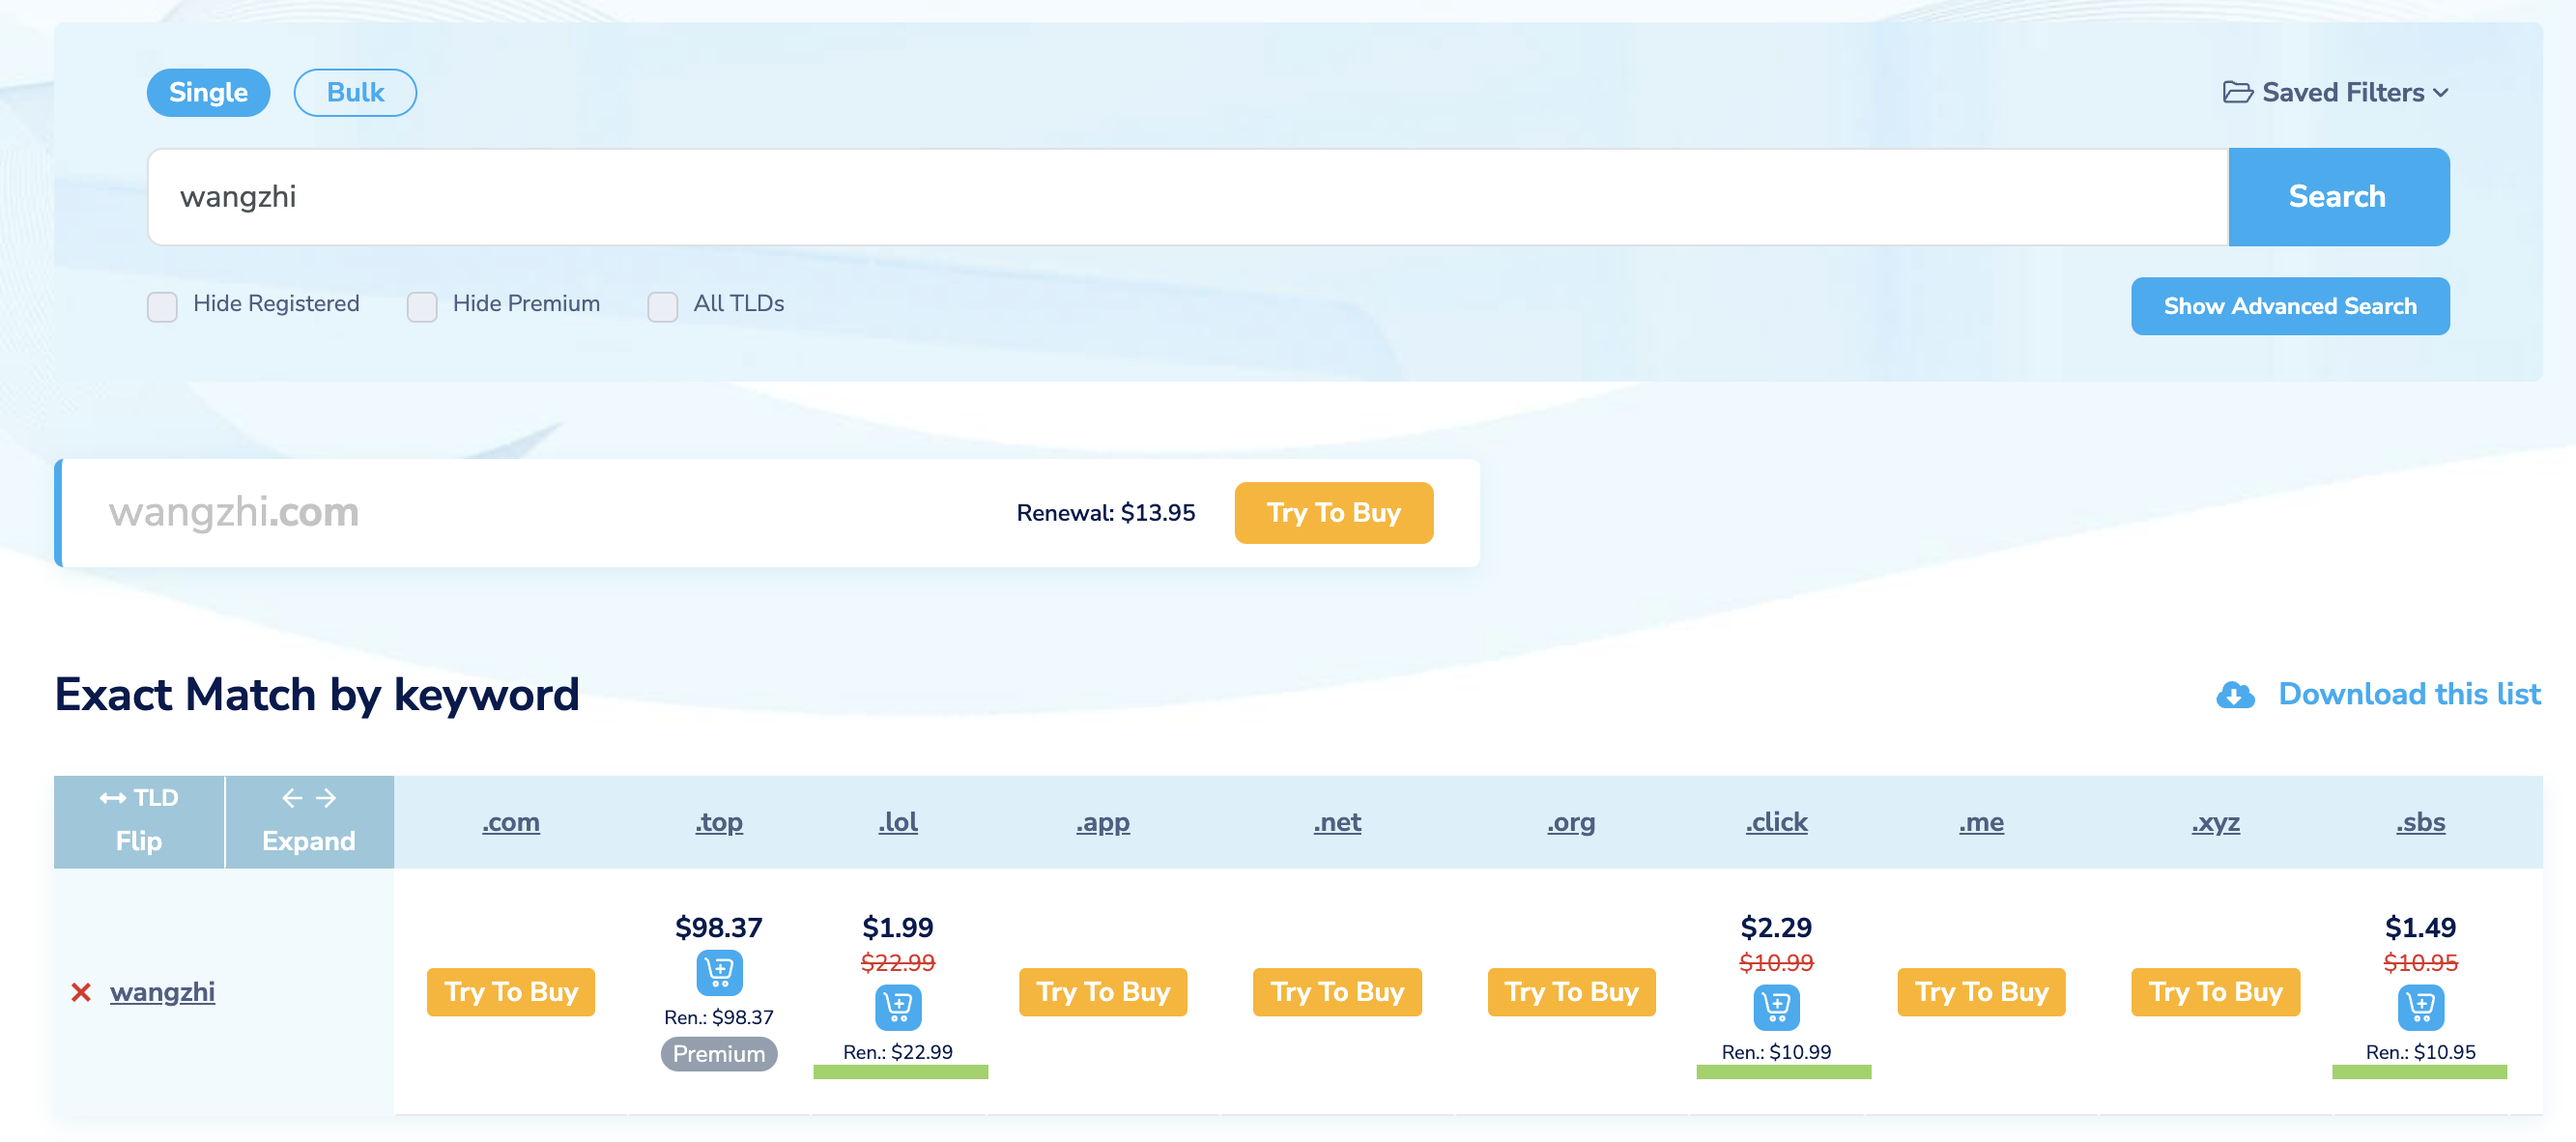 Single Bulk Saved Filters
wangzhi Search
Hide Registered Hide Premium All TLDs Show Advanced Search
wangzhi.com Renewal: $13.95 Try To Buy
Exact Match by keyword Download this list
TLD
Flip Expand .com .top .lol .app .net .org .click .me .xyz .sbs
wangzhi
Try To Buy
$98.37
Ren.: $98.37
Premium
$1.99
$22.99
Ren.: $22.99
Try To Buy
Try To Buy
Try To Buy
$2.29
$10.99
Ren.: $10.99
Try To Buy
Try To Buy
$1.49
$10.95
Ren.: $10.95